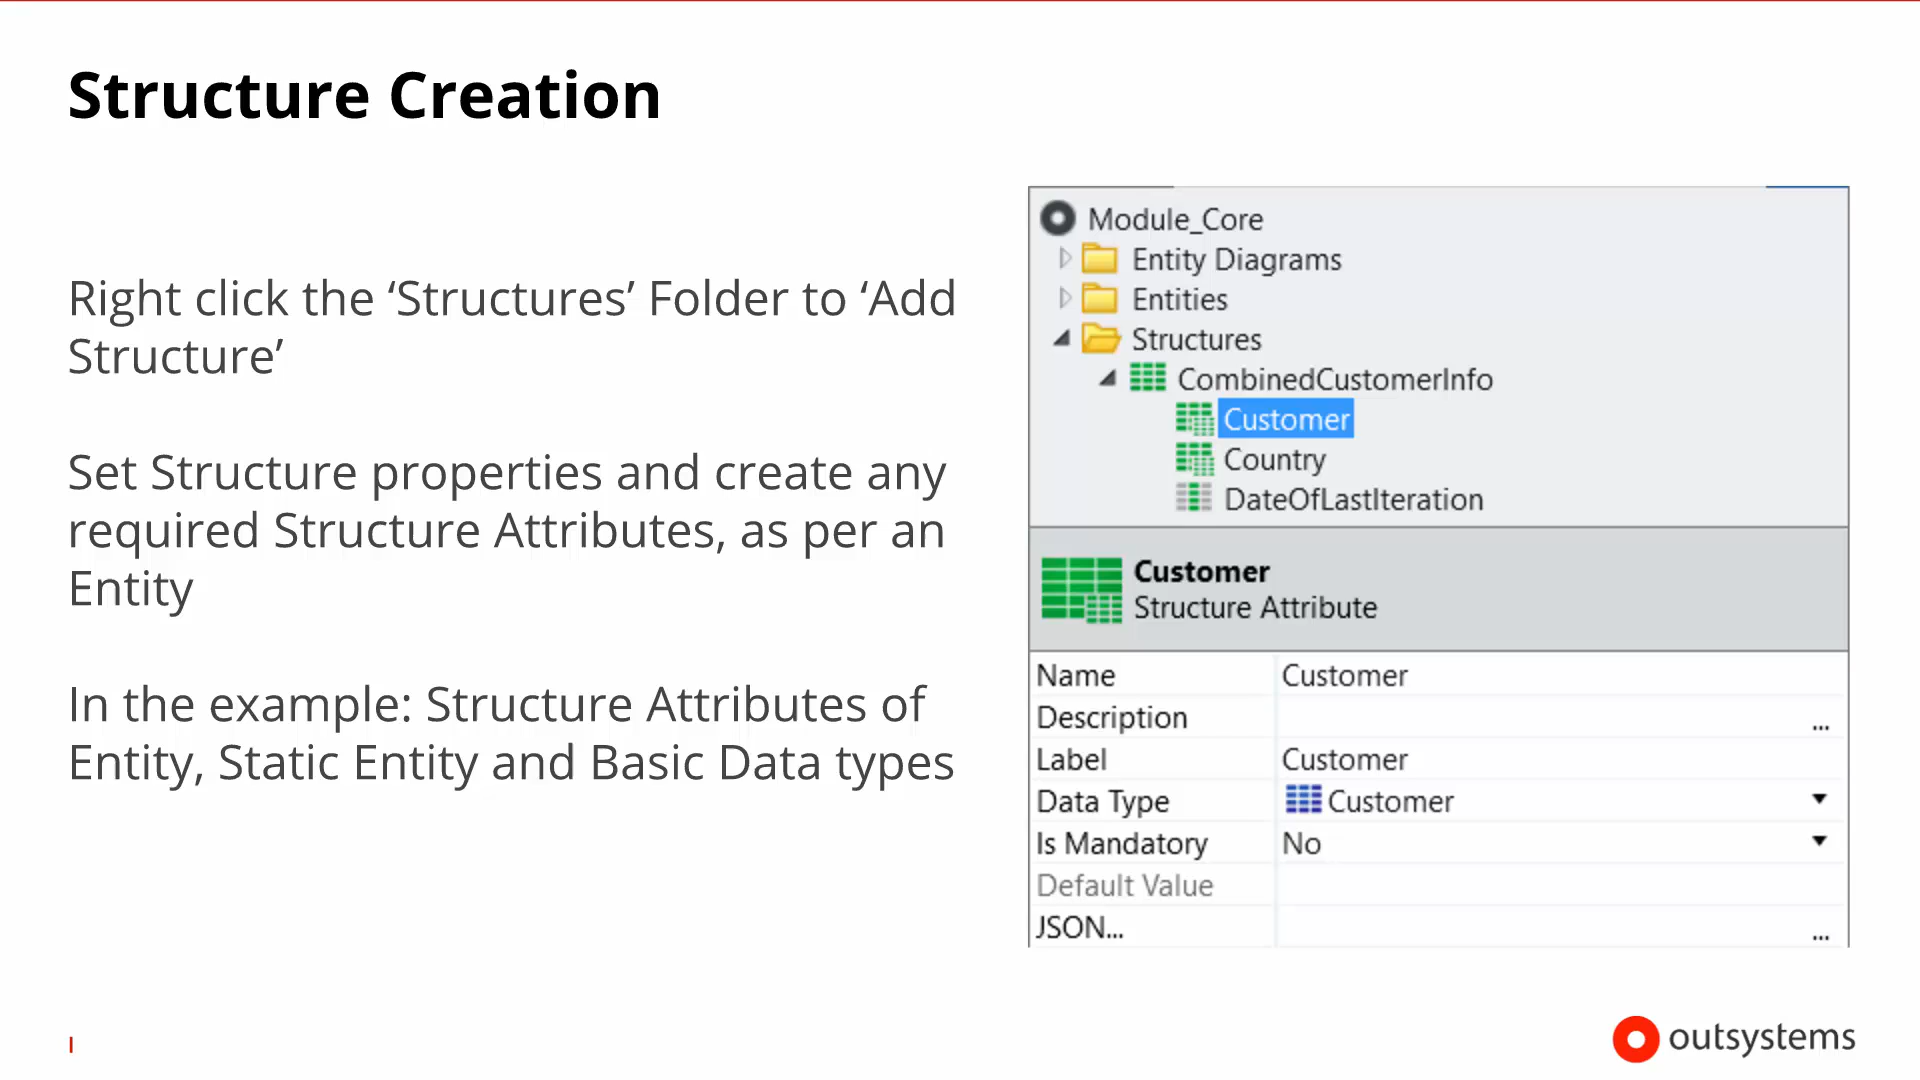 Structure Creation
Right click the ‘Structures’ Folder to ‘Add
Structure’
Set Structure properties and create any
required Structure Attributes, as per an
Entity
In the example: Structure Attributes of
Entity, Static Entity and Basic Data types
Module_Core
Entity Diagrams
Entities
Structures
CombinedCustomerInfo
Customer
Country
DateOfLastIteration
Customer
Structure Attribute
Name Customer
Description ...
Label Customer
Data Type Customer
Is Mandatory No
Default Value
JSON... ...
I
outsystems